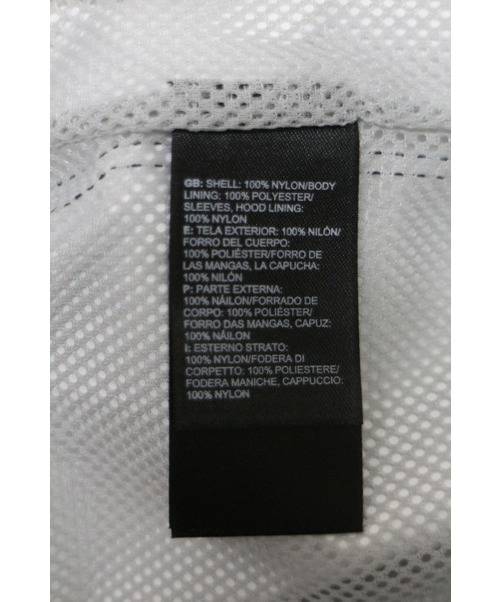 GB: SHELL: 100% NYLON/BODY
LINING: 100% POLYESTER/
SLEEVES, HOOD LINING:
100% NYLON
E: TELA EXTERIOR: 100% NILÓN/
FORRO DEL CUERPO:
100% POLIÉSTER/FORRO DE
LAS MANGAS, LA CAPUCHA:
100% NILÓN
P: PARTE EXTERNA:
100% NÁILON/FORRADO DE
CORPO: 100% POLIÉSTER/
FORRO DAS MANGAS, CAPUZ:
100% NÁILON
I: ESTERNO STRATO:
100% NYLON/FODERA DI
CORPETTO: 100% POLIESTERE/
FODERA MANICHE, CAPPUCCIO:
100% NYLON